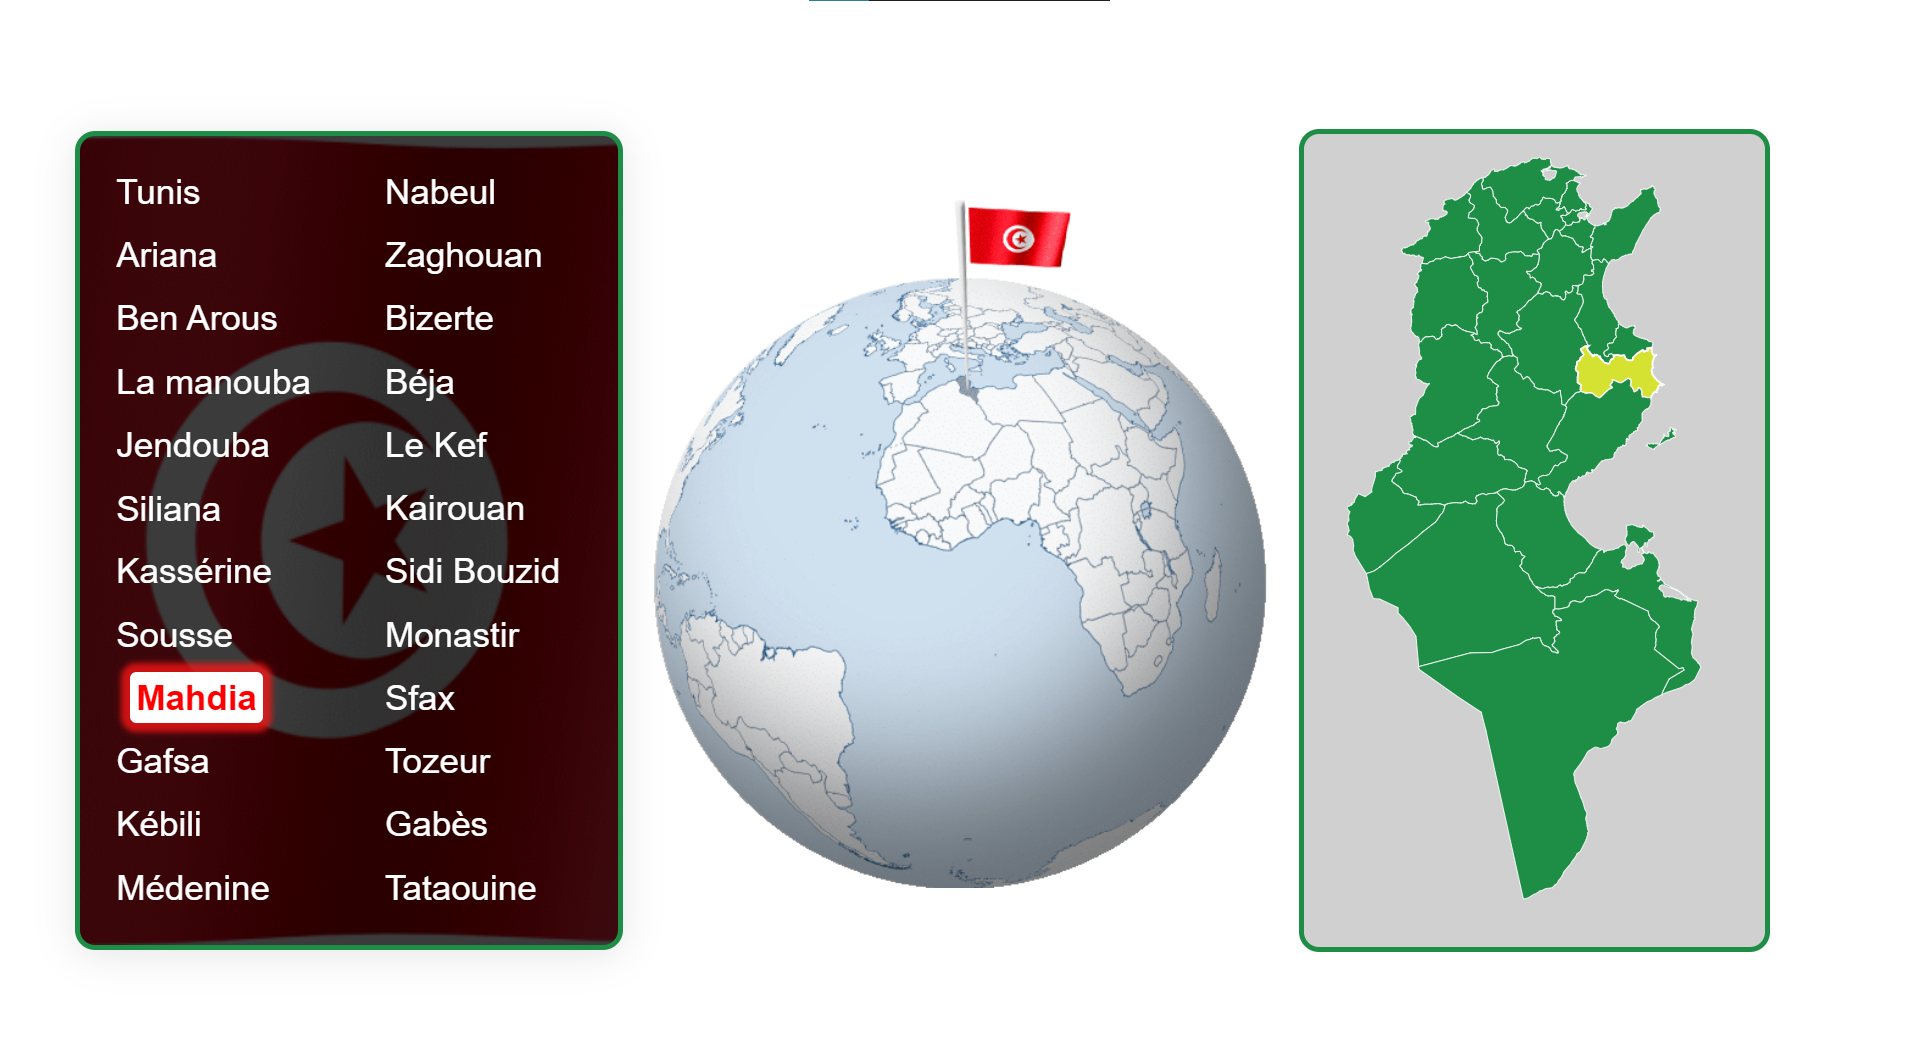 Tunis
Ariana
Ben Arous
La manouba
Jendouba
Siliana
Kassérine
Sousse
Mahdia
Gafsa
Kébili
Médenine
Nabeul
Zaghouan
Bizerte
Béja
Le Kef
Kairouan
Sidi Bouzid
Monastir
Sfax
Tozeur
Gabès
Tataouine